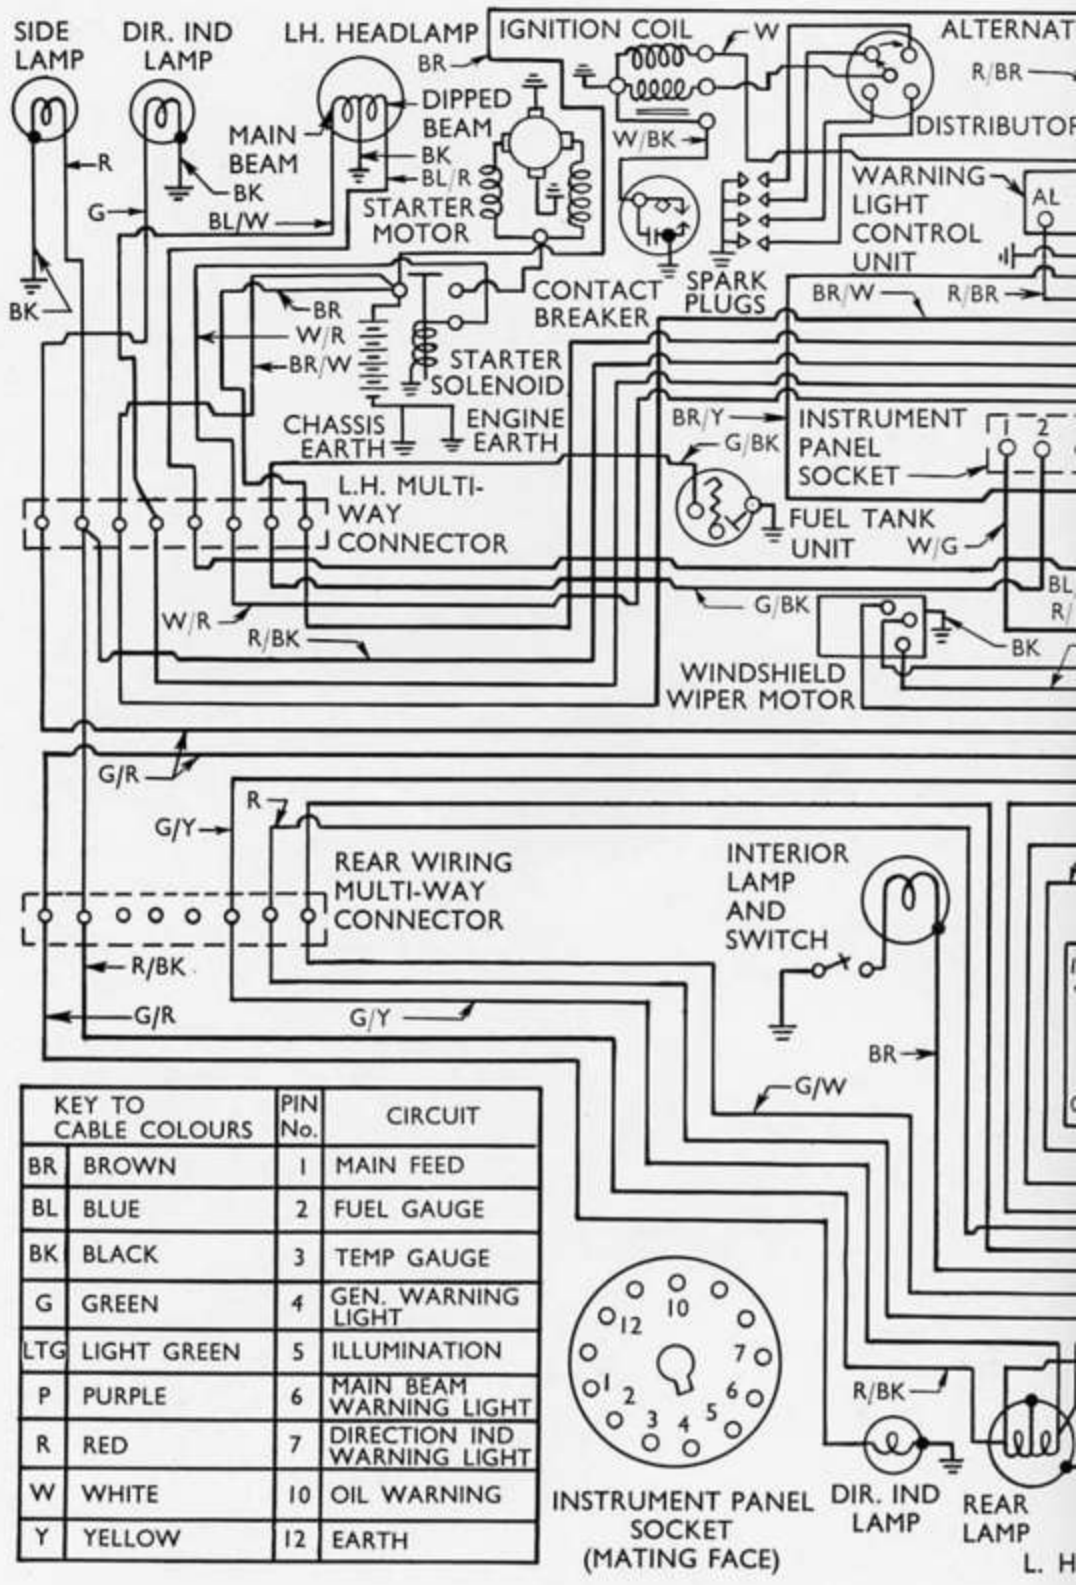 SIDE
LAMP
DIR. IND
LAMP
LH. HEADLAMP
IGNITION COIL
W
ALTERNAT
BR
R/BR
DIPPED
BEAM
MAIN
BEAM
W/BK
DISTRIBUTOR
R
BK
BK
BL/R
WARNING
LIGHT
CONTROL
UNIT
AL
G
BL/W
STARTER
MOTOR
BK
BR
W/R
BR/W
CONTACT
BREAKER
SPARK
PLUGS
BR/W
R/BR
STARTER
SOLENOID
CHASSIS
EARTH
ENGINE
EARTH
BR/Y
G/BK
INSTRUMENT
PANEL
SOCKET
1
2
L.H. MULTI-
WAY
CONNECTOR
FUEL TANK
UNIT
W/G
W/R
R/BK
G/BK
BL/
R/
BK
WINDSHIELD
WIPER MOTOR
G/R
R
G/Y
REAR WIRING
MULTI-WAY
CONNECTOR
INTERIOR
LAMP
AND
SWITCH
R/BK
G/R
G/Y
BR
G/W
KEY TO
CABLE COLOURS
PIN
No.
CIRCUIT
BR BROWN 1 MAIN FEED
BL BLUE 2 FUEL GAUGE
BK BLACK 3 TEMP GAUGE
G GREEN 4 GEN. WARNING
LIGHT
LTG LIGHT GREEN 5 ILLUMINATION
P PURPLE 6 MAIN BEAM
WARNING LIGHT
R RED 7 DIRECTION IND
WARNING LIGHT
W WHITE 10 OIL WARNING
Y YELLOW 12 EARTH
10
12
7
1
2
6
3
4
5
INSTRUMENT PANEL
SOCKET
(MATING FACE)
R/BK
DIR. IND
LAMP
REAR
LAMP
L. H